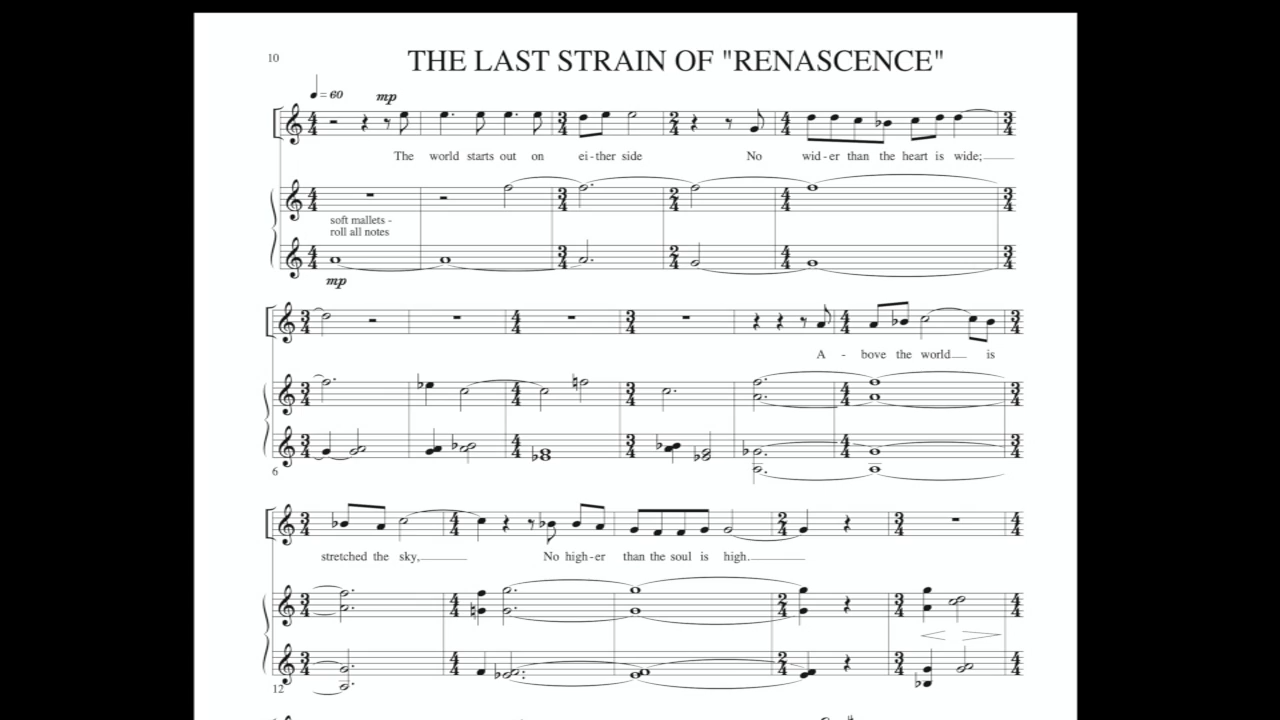 10
THE LAST STRAIN OF "RENASCENCE"
♩ = 60
mp
The world starts out on ei - ther side No wid - er than the heart is wide;
soft mallets -
roll all notes
mp
A - bove the world is
6
stretched the sky, No high - er than the soul is high.
12